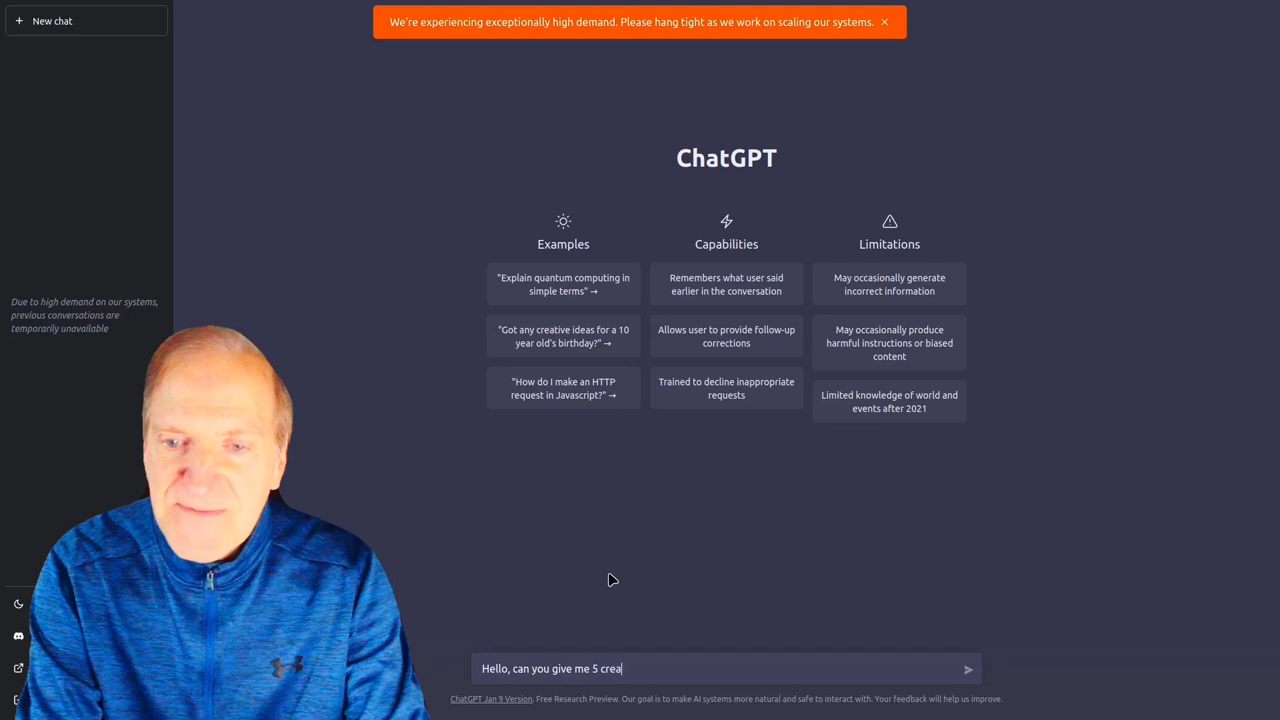 New chat
We're experiencing exceptionally high demand. Please hang tight as we work on scaling our systems.
Due to high demand on our systems,
previous conversations are
temporarily unavailable
ChatGPT
Examples
"Explain quantum computing in
simple terms" →
"Got any creative ideas for a 10
year old's birthday?" →
"How do I make an HTTP
request in Javascript?" →
Capabilities
Remembers what user said
earlier in the conversation
Allows user to provide follow-up
corrections
Trained to decline inappropriate
requests
Limitations
May occasionally generate
incorrect information
May occasionally produce
harmful instructions or biased
content
Limited knowledge of world and
events after 2021
Hello, can you give me 5 crea
ChatGPT Jan 9 Version. Free Research Preview. Our goal is to make AI systems more natural and safe to interact with. Your feedback will help us improve.